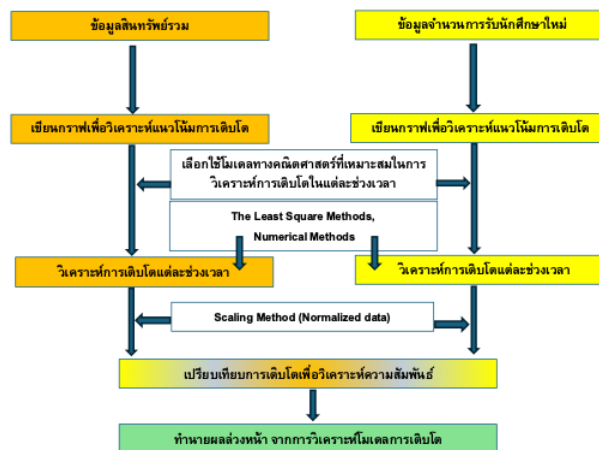 ข้อมูลสินทรัพย์รวม
ข้อมูลจำนวนการรับนักศึกษาใหม่
เขียนกราฟเพื่อวิเคราะห์แนวโน้มการเติบโต
เขียนกราฟเพื่อวิเคราะห์แนวโน้มการเติบโต
เลือกใช้โมเดลทางคณิตศาสตร์ที่เหมาะสมในการ
วิเคราะห์การเติบโตในแต่ละช่วงเวลา
The Least Square Methods,
Numerical Methods
วิเคราะห์การเติบโตแต่ละช่วงเวลา
วิเคราะห์การเติบโตแต่ละช่วงเวลา
Scaling Method (Normalized data)
เปรียบเทียบการเติบโตเพื่อวิเคราะห์ความสัมพันธ์
ทำนายผลล่วงหน้า จากการวิเคราะห์โมเดลการเติบโต